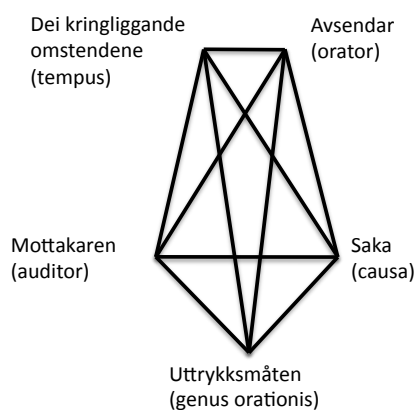 Dei kringliggande
omstendene
(tempus)
Avsendar
(orator)
Mottakaren
(auditor)
Saka
(causa)
Uttrykksmåten
(genus orationis)